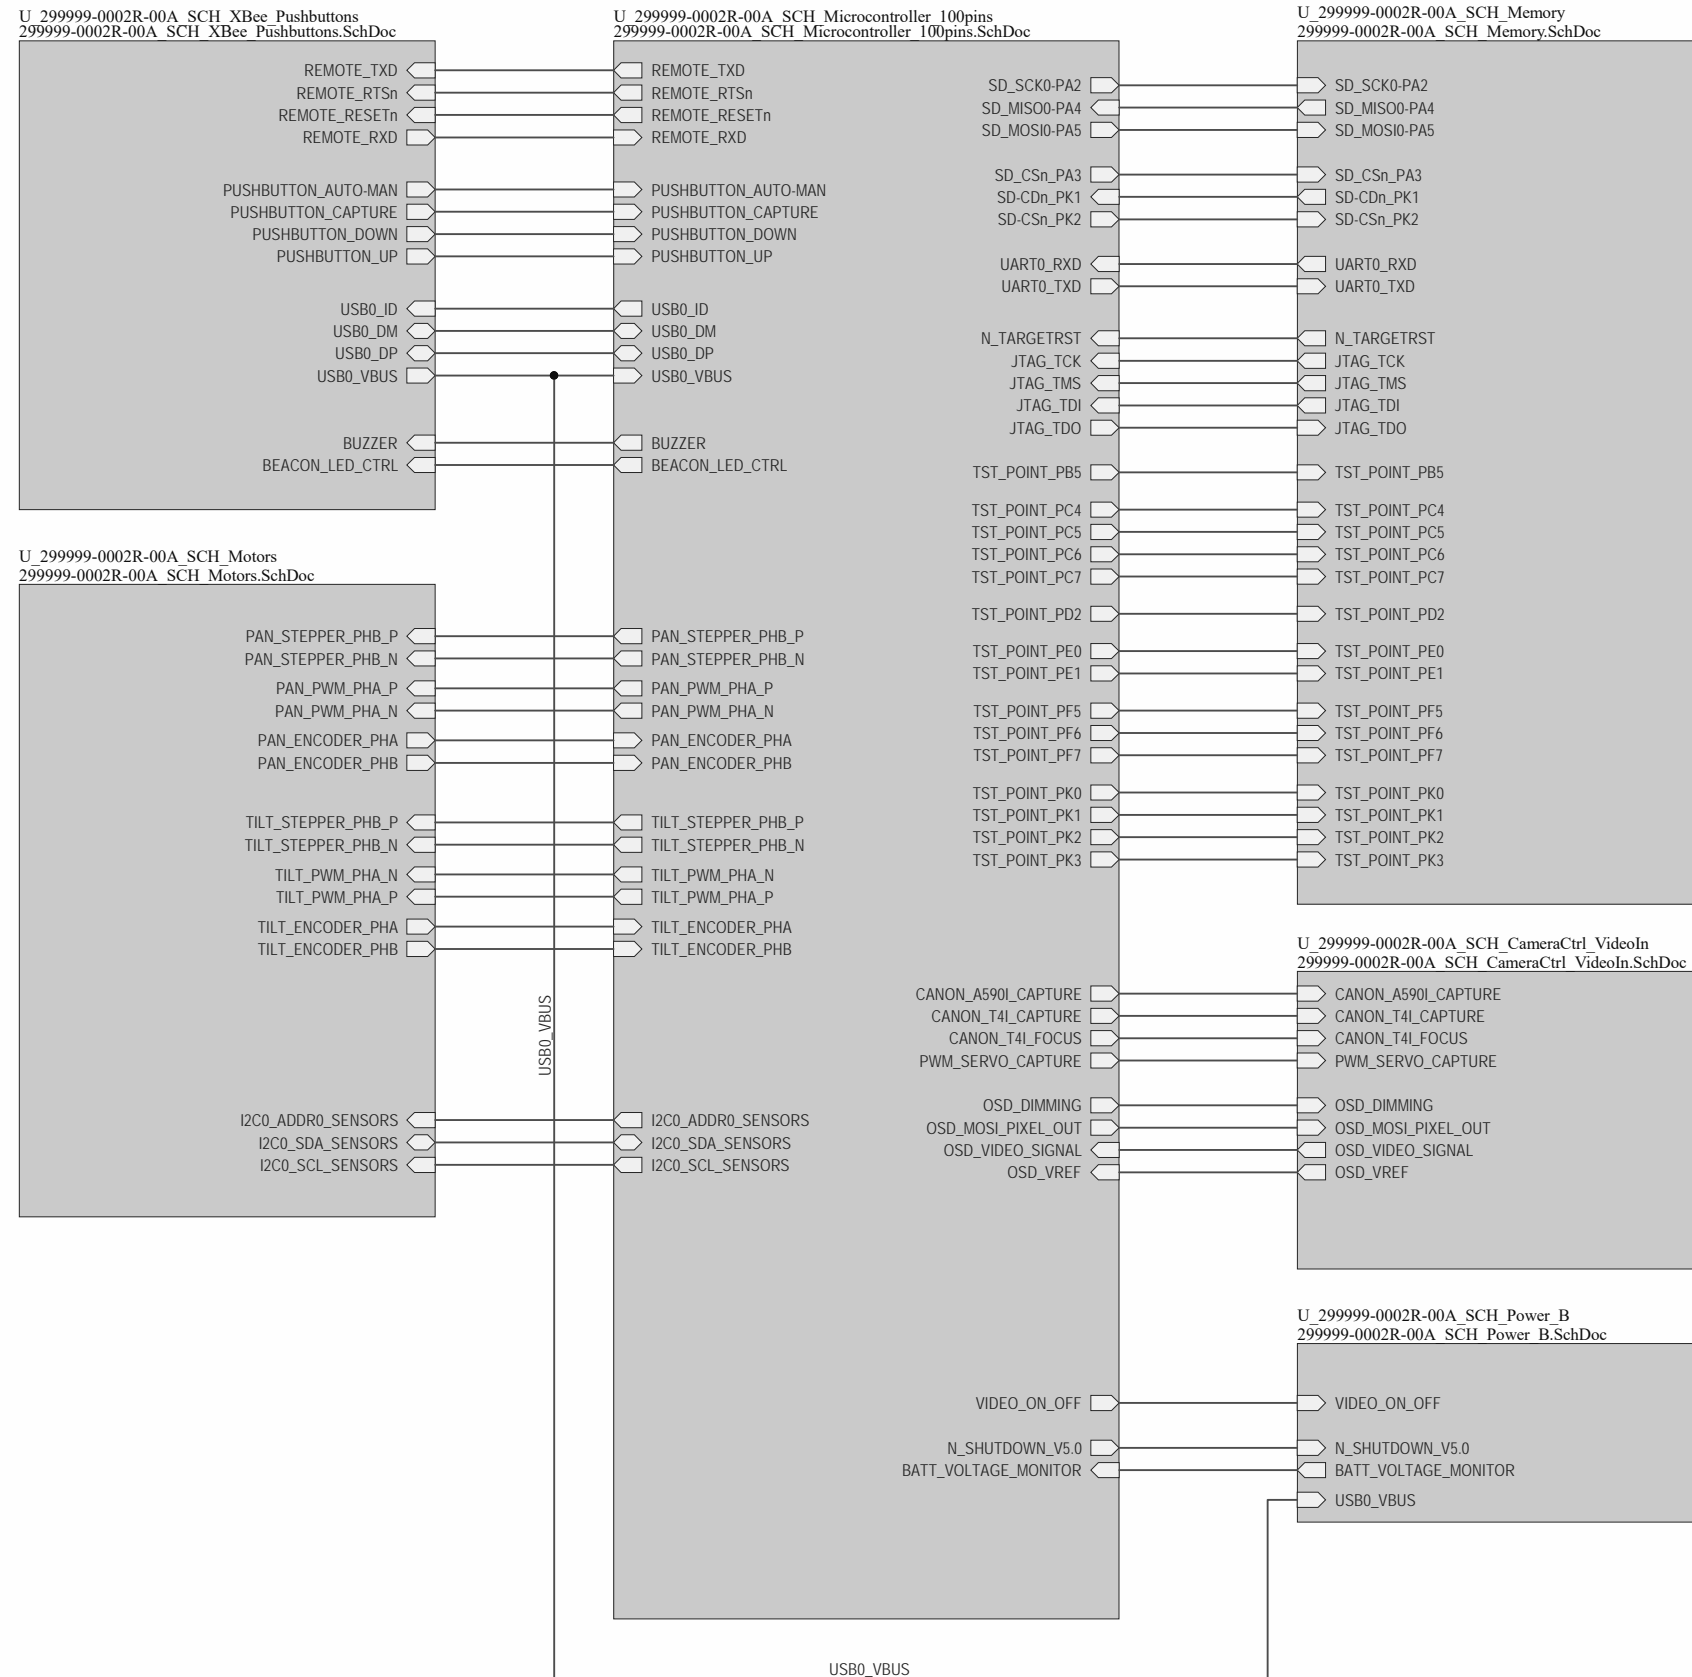 U_299999-0002R-00A_SCH_XBee_Pushbuttons
299999-0002R-00A_SCH_XBee_Pushbuttons.SchDoc
REMOTE_TXD
REMOTE_RTSn
REMOTE_RESETn
REMOTE_RXD
PUSHBUTTON_AUTO-MAN
PUSHBUTTON_CAPTURE
PUSHBUTTON_DOWN
PUSHBUTTON_UP
USB0_ID
USB0_DM
USB0_DP
USB0_VBUS
BUZZER
BEACON_LED_CTRL
U_299999-0002R-00A_SCH_Motors
299999-0002R-00A_SCH_Motors.SchDoc
PAN_STEPPER_PHB_P
PAN_STEPPER_PHB_N
PAN_PWM_PHA_P
PAN_PWM_PHA_N
PAN_ENCODER_PHA
PAN_ENCODER_PHB
TILT_STEPPER_PHB_P
TILT_STEPPER_PHB_N
TILT_PWM_PHA_N
TILT_PWM_PHA_P
TILT_ENCODER_PHA
TILT_ENCODER_PHB
I2C0_ADDR0_SENSORS
I2C0_SDA_SENSORS
I2C0_SCL_SENSORS
USB0_VBUS
U_299999-0002R-00A_SCH_Microcontroller_100pins
299999-0002R-00A_SCH_Microcontroller_100pins.SchDoc
REMOTE_TXD
REMOTE_RTSn
REMOTE_RESETn
REMOTE_RXD
PUSHBUTTON_AUTO-MAN
PUSHBUTTON_CAPTURE
PUSHBUTTON_DOWN
PUSHBUTTON_UP
USB0_ID
USB0_DM
USB0_DP
USB0_VBUS
BUZZER
BEACON_LED_CTRL
PAN_STEPPER_PHB_P
PAN_STEPPER_PHB_N
PAN_PWM_PHA_P
PAN_PWM_PHA_N
PAN_ENCODER_PHA
PAN_ENCODER_PHB
TILT_STEPPER_PHB_P
TILT_STEPPER_PHB_N
TILT_PWM_PHA_N
TILT_PWM_PHA_P
TILT_ENCODER_PHA
TILT_ENCODER_PHB
I2C0_ADDR0_SENSORS
I2C0_SDA_SENSORS
I2C0_SCL_SENSORS
SD_SCK0-PA2
SD_MISO0-PA4
SD_MOSI0-PA5
SD_CSn_PA3
SD-CDn_PK1
SD-CSn_PK2
UART0_RXD
UART0_TXD
N_TARGETRST
JTAG_TCK
JTAG_TMS
JTAG_TDI
JTAG_TDO
TST_POINT_PB5
TST_POINT_PC4
TST_POINT_PC5
TST_POINT_PC6
TST_POINT_PC7
TST_POINT_PD2
TST_POINT_PE0
TST_POINT_PE1
TST_POINT_PF5
TST_POINT_PF6
TST_POINT_PF7
TST_POINT_PK0
TST_POINT_PK1
TST_POINT_PK2
TST_POINT_PK3
CANON_A590I_CAPTURE
CANON_T4I_CAPTURE
CANON_T4I_FOCUS
PWM_SERVO_CAPTURE
OSD_DIMMING
OSD_MOSI_PIXEL_OUT
OSD_VIDEO_SIGNAL
OSD_VREF
VIDEO_ON_OFF
N_SHUTDOWN_V5.0
BATT_VOLTAGE_MONITOR
U_299999-0002R-00A_SCH_Memory
299999-0002R-00A_SCH_Memory.SchDoc
SD_SCK0-PA2
SD_MISO0-PA4
SD_MOSI0-PA5
SD_CSn_PA3
SD-CDn_PK1
SD-CSn_PK2
UART0_RXD
UART0_TXD
N_TARGETRST
JTAG_TCK
JTAG_TMS
JTAG_TDI
JTAG_TDO
TST_POINT_PB5
TST_POINT_PC4
TST_POINT_PC5
TST_POINT_PC6
TST_POINT_PC7
TST_POINT_PD2
TST_POINT_PE0
TST_POINT_PE1
TST_POINT_PF5
TST_POINT_PF6
TST_POINT_PF7
TST_POINT_PK0
TST_POINT_PK1
TST_POINT_PK2
TST_POINT_PK3
U_299999-0002R-00A_SCH_CameraCtrl_VideoIn
299999-0002R-00A_SCH_CameraCtrl_VideoIn.SchDoc
CANON_A590I_CAPTURE
CANON_T4I_CAPTURE
CANON_T4I_FOCUS
PWM_SERVO_CAPTURE
OSD_DIMMING
OSD_MOSI_PIXEL_OUT
OSD_VIDEO_SIGNAL
OSD_VREF
U_299999-0002R-00A_SCH_Power_B
299999-0002R-00A_SCH_Power_B.SchDoc
VIDEO_ON_OFF
N_SHUTDOWN_V5.0
BATT_VOLTAGE_MONITOR
USB0_VBUS
USB0_VBUS